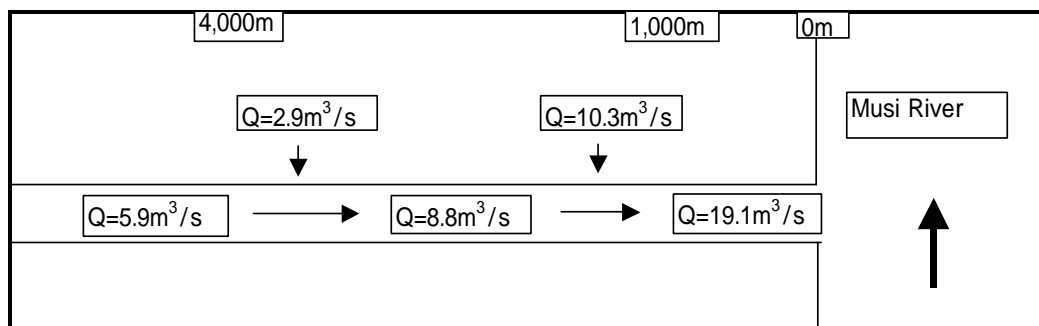 4,000m
1,000m
0m
Q=2.9m³/s
Q=10.3m³/s
Musi River
Q=5.9m³/s
Q=8.8m³/s
Q=19.1m³/s